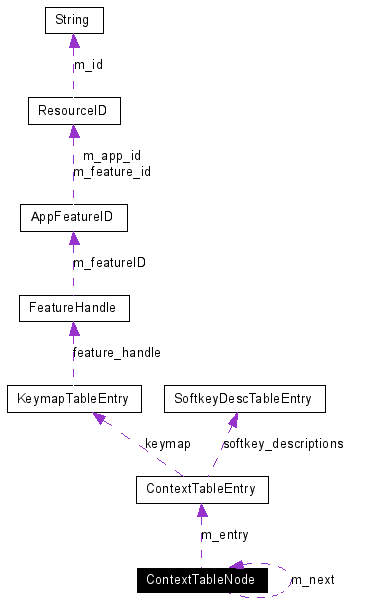 String
m_id
ResourceID
m_app_id
m_feature_id
AppFeatureID
m_featureID
FeatureHandle
feature_handle
KeymapTableEntry
SoftkeyDescTableEntry
keymap
softkey_descriptions
ContextTableEntry
m_entry
ContextTableNode
m_next